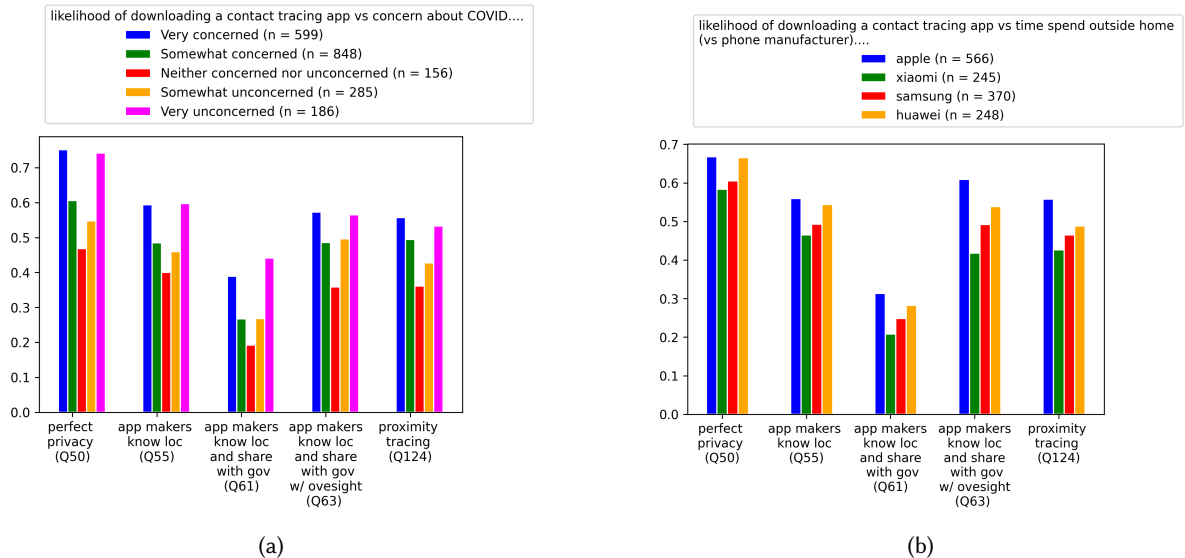 likelihood of downloading a contact tracing app vs concern about COVID....
Very concerned (n = 599)
Somewhat concerned (n = 848)
Neither concerned nor unconcerned (n = 156)
Somewhat unconcerned (n = 285)
Very unconcerned (n = 186)
0.7
0.6
0.5
0.4
0.3
0.2
0.1
0.0
perfect
privacy
(Q50)
app makers
know loc
(Q55)
app makers
know loc
and share
with gov
(Q61)
app makers
know loc
and share
with gov
w/ ovesight
(Q63)
proximity
tracing
(Q124)
(a)
likelihood of downloading a contact tracing app vs time spend outside home
(vs phone manufacturer)....
apple (n = 566)
xiaomi (n = 245)
samsung (n = 370)
huawei (n = 248)
0.7
0.6
0.5
0.4
0.3
0.2
0.1
0.0
perfect
privacy
(Q50)
app makers
know loc
(Q55)
app makers
know loc
and share
with gov
(Q61)
app makers
know loc
and share
with gov
w/ ovesight
(Q63)
proximity
tracing
(Q124)
(b)